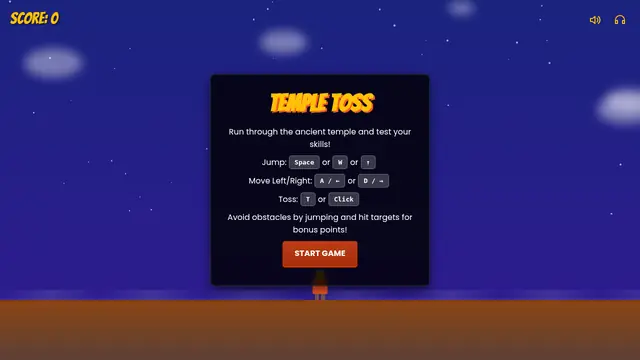 SCORE: 0
TEMPLE TOSS
Run through the ancient temple and test your
skills!
Jump: Space or W or ↑
Move Left/Right: A / ← or D / →
Toss: T or Click
Avoid obstacles by jumping and hit targets for
bonus points!
START GAME